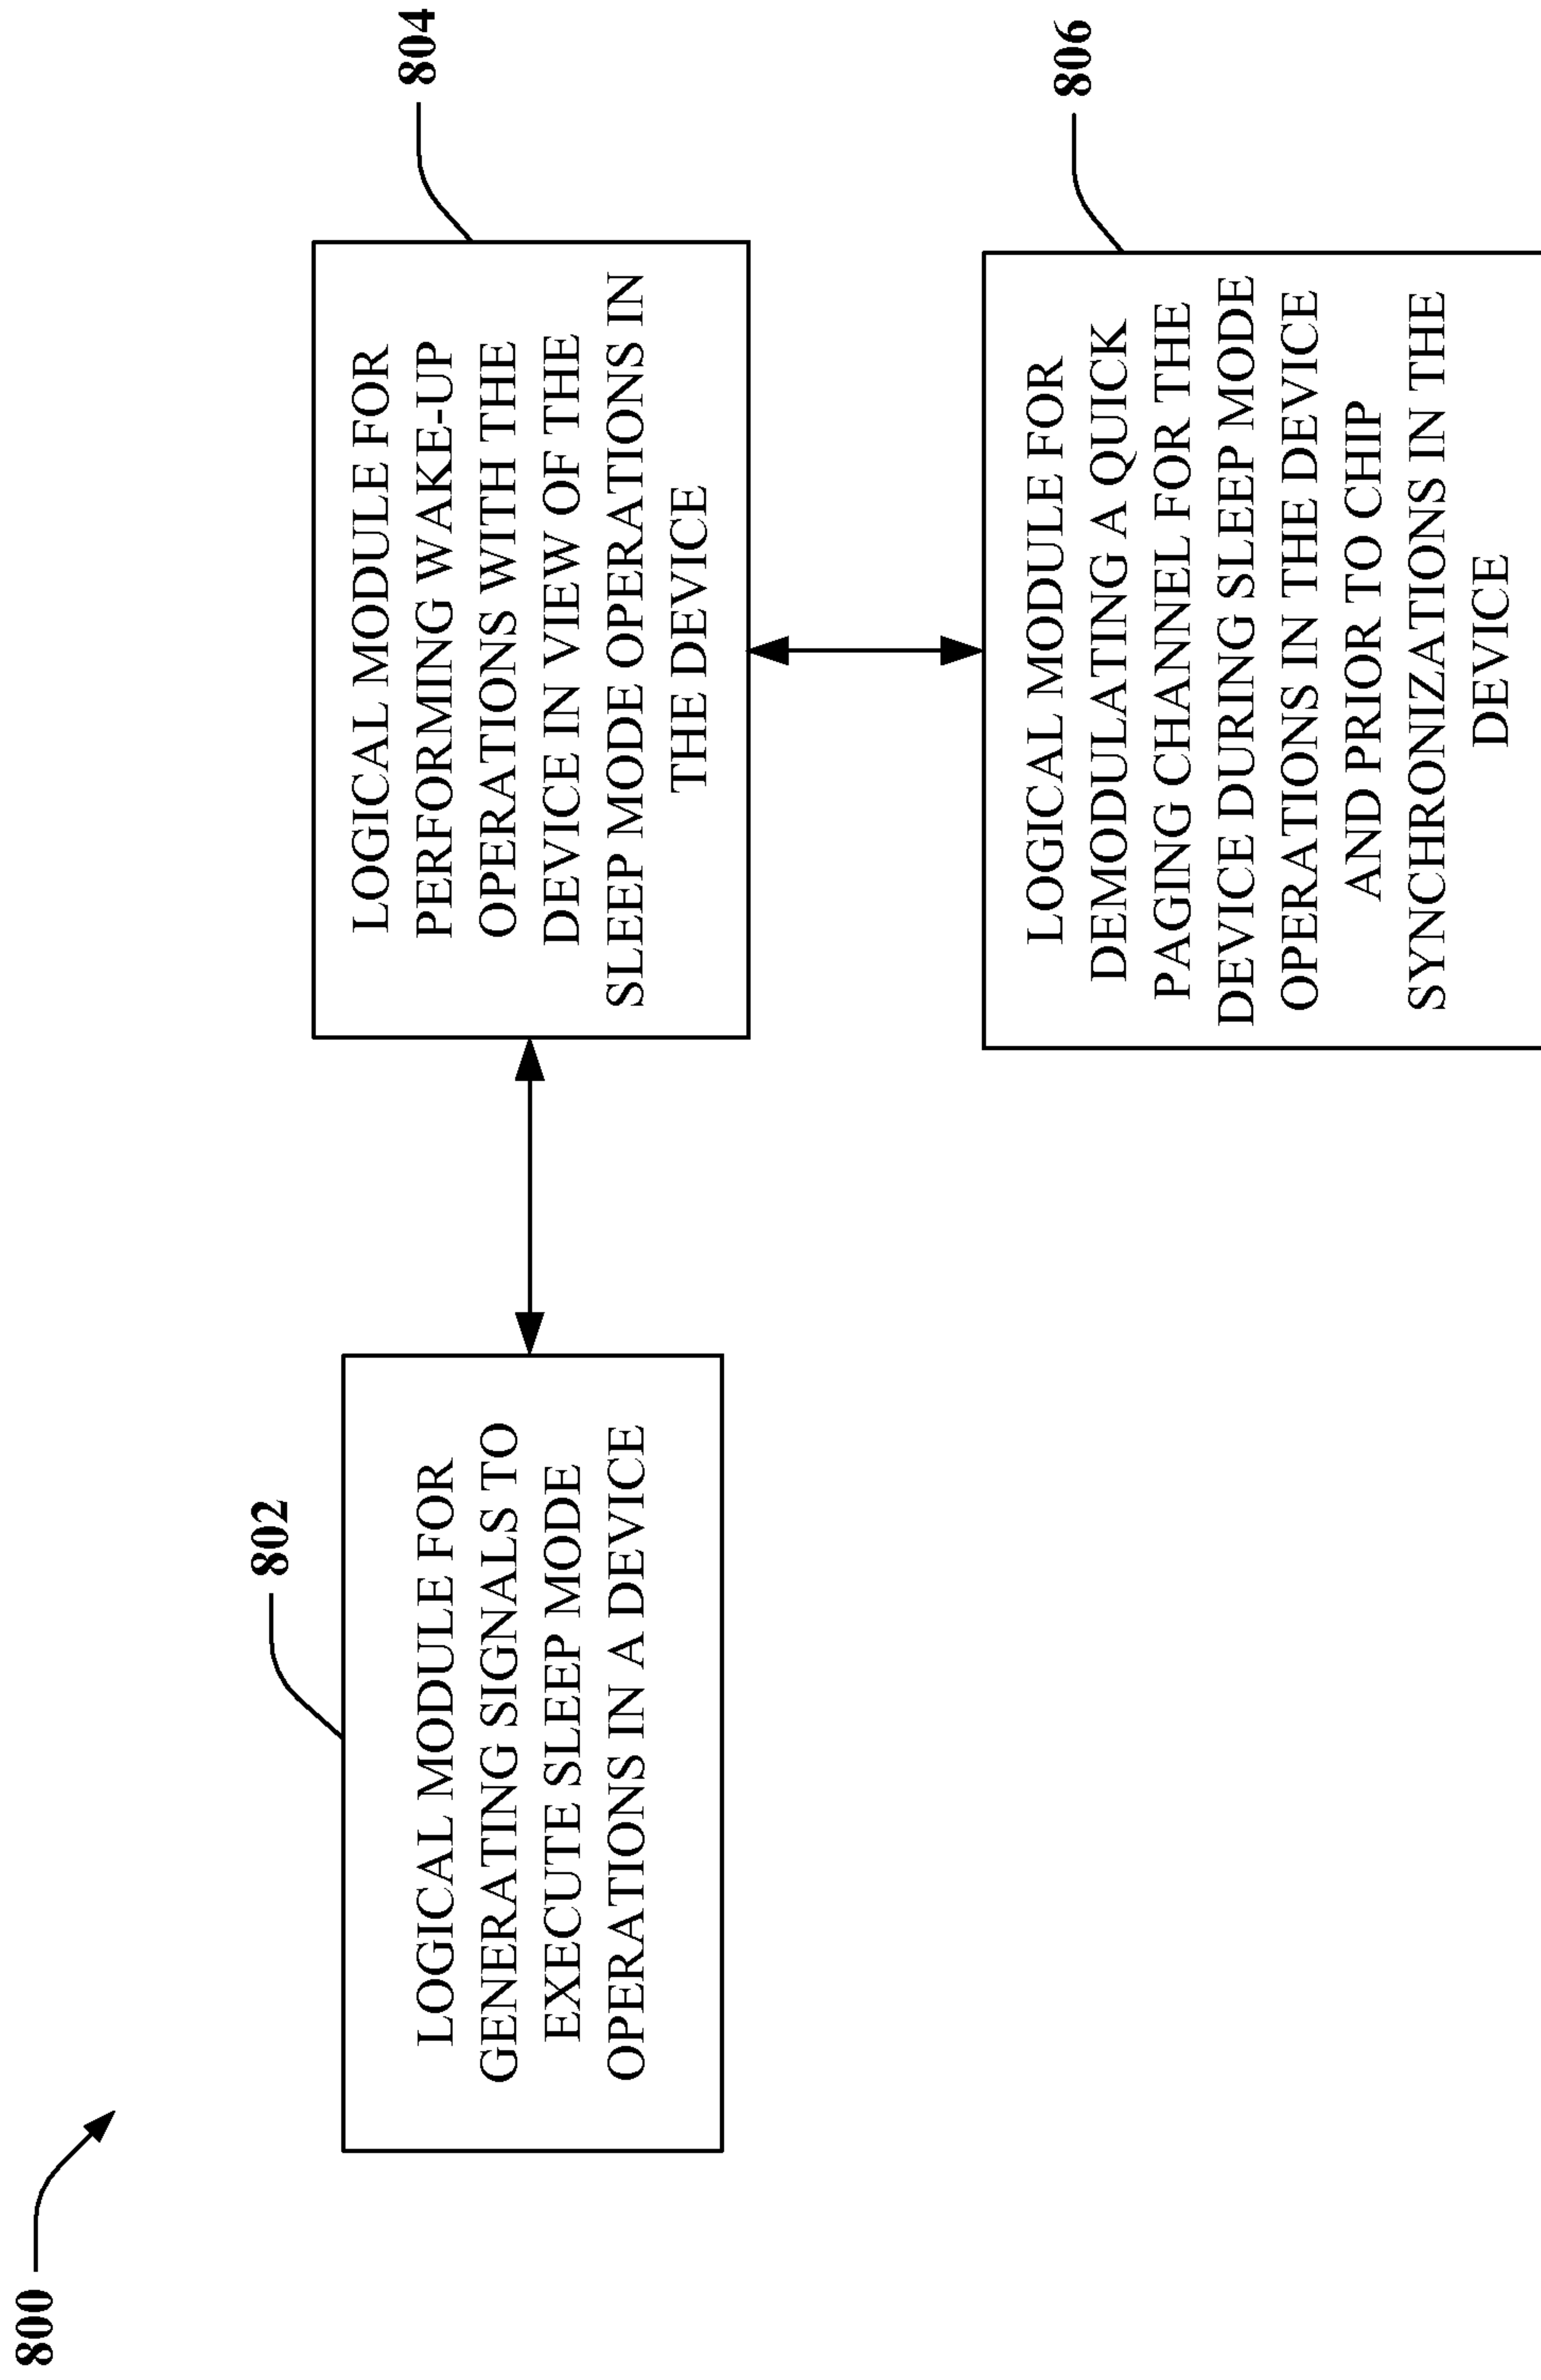 800
802
LOGICAL MODULE FOR
GENERATING SIGNALS TO
EXECUTE SLEEP MODE
OPERATIONS IN A DEVICE
804
LOGICAL MODULE FOR
PERFORMING WAKE-UP
OPERATIONS WITH THE
DEVICE IN VIEW OF THE
SLEEP MODE OPERATIONS IN
THE DEVICE
806
LOGICAL MODULE FOR
DEMODULATING A QUICK
PAGING CHANNEL FOR THE
DEVICE DURING SLEEP MODE
OPERATIONS IN THE DEVICE
AND PRIOR TO CHIP
SYNCHRONIZATIONS IN THE
DEVICE